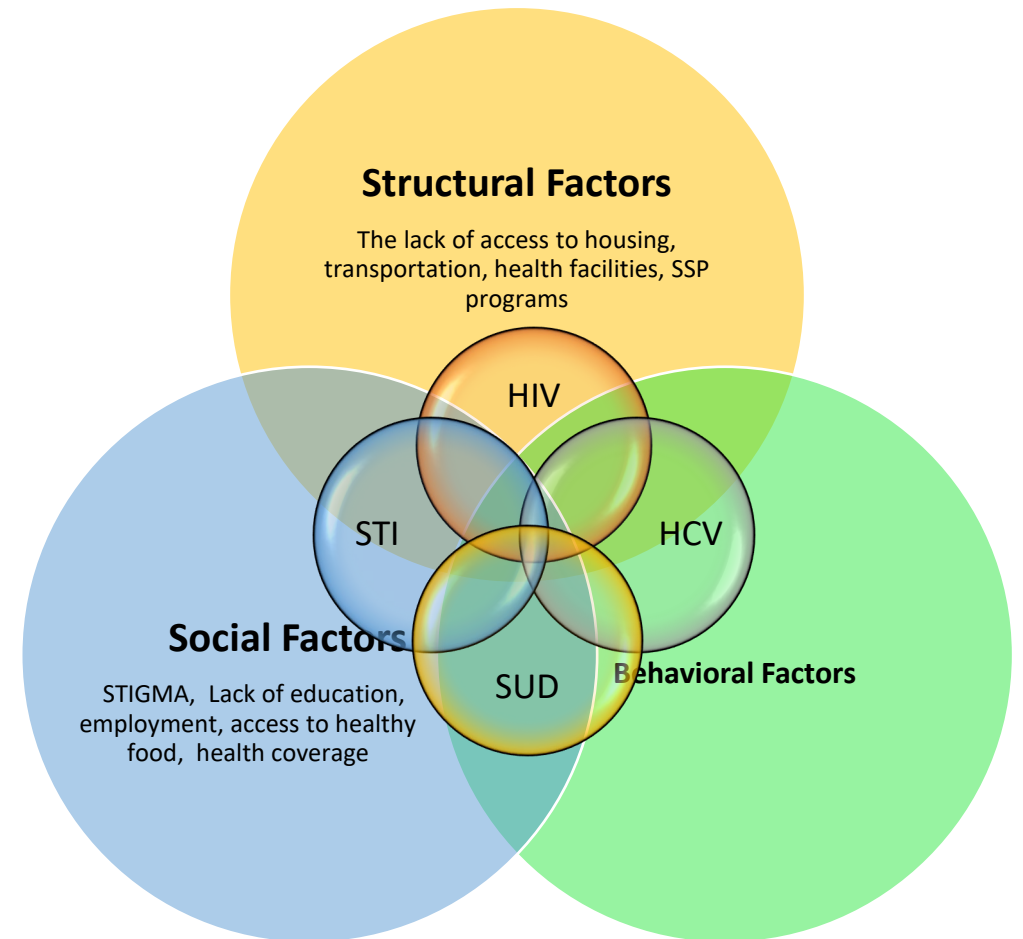 Structural Factors
The lack of access to housing,
transportation, health facilities, SSP
programs
HIV
STI
HCV
Social Factors
STIGMA,  Lack of education,
employment, access to healthy
food,  health coverage
SUD
Behavioral Factors